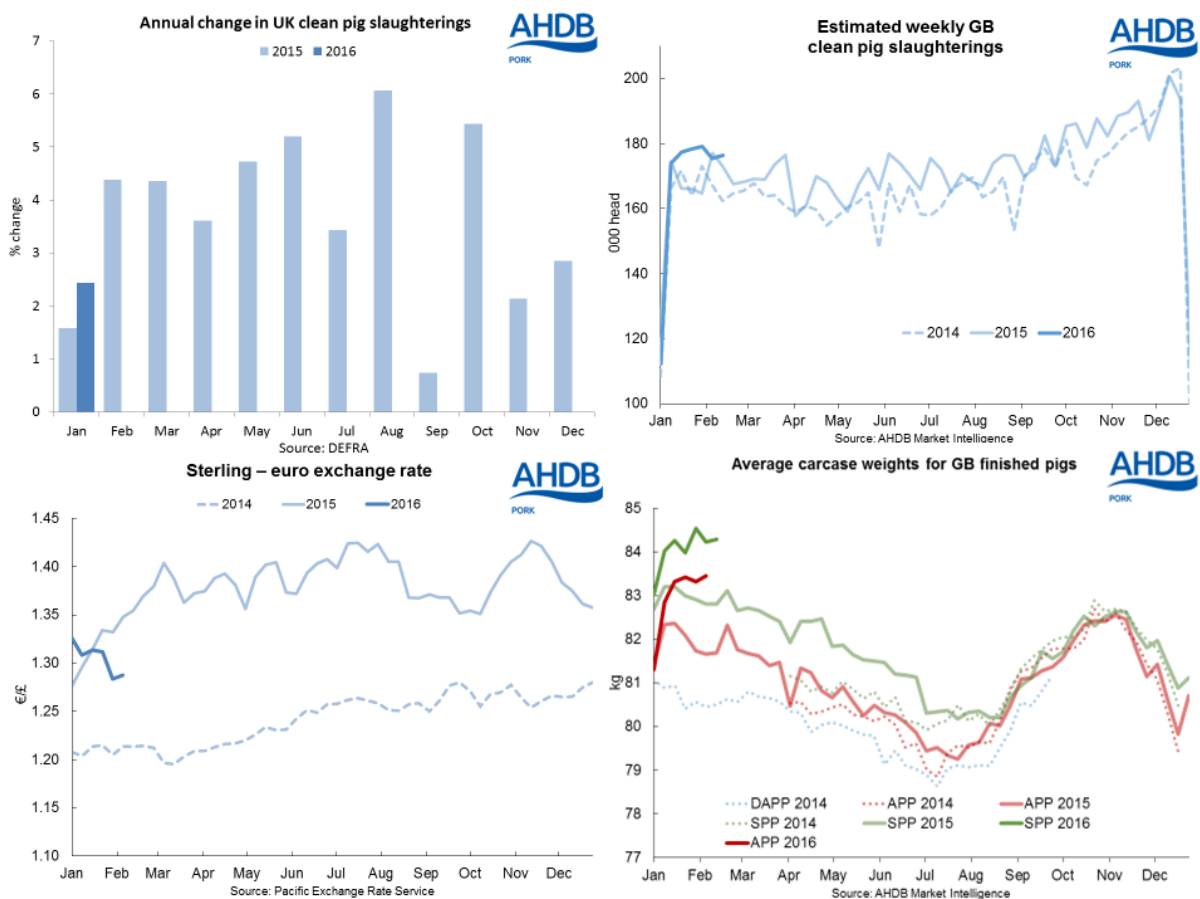 Annual change in UK clean pig slaughterings
AHDB
PORK
2015 2016
7
6
5
4
3
2
1
0
% change
Jan Feb Mar Apr May Jun Jul Aug Sep Oct Nov Dec
Source: DEFRA
Estimated weekly GB
clean pig slaughterings
AHDB
PORK
200
180
160
140
120
100
000 head
2014 2015 2016
Jan Mar Apr May Jun Jul Aug Sep Oct Nov Dec
Source: AHDB Market Intelligence
Sterling – euro exchange rate
AHDB
PORK
2014 2015 2016
1.45
1.40
1.35
1.30
1.25
1.20
1.15
1.10
€/£
Jan Feb Mar Apr May Jun Jul Aug Sep Oct Nov Dec
Source: Pacific Exchange Rate Service
Average carcase weights for GB finished pigs
AHDB
PORK
85
84
83
82
81
80
79
78
77
kg
DAPP 2014 APP 2014 APP 2015
SPP 2014 SPP 2015 SPP 2016
APP 2016
Jan Feb Mar Apr May Jun Jul Aug Sep Oct Nov Dec
Source: AHDB Market Intelligence